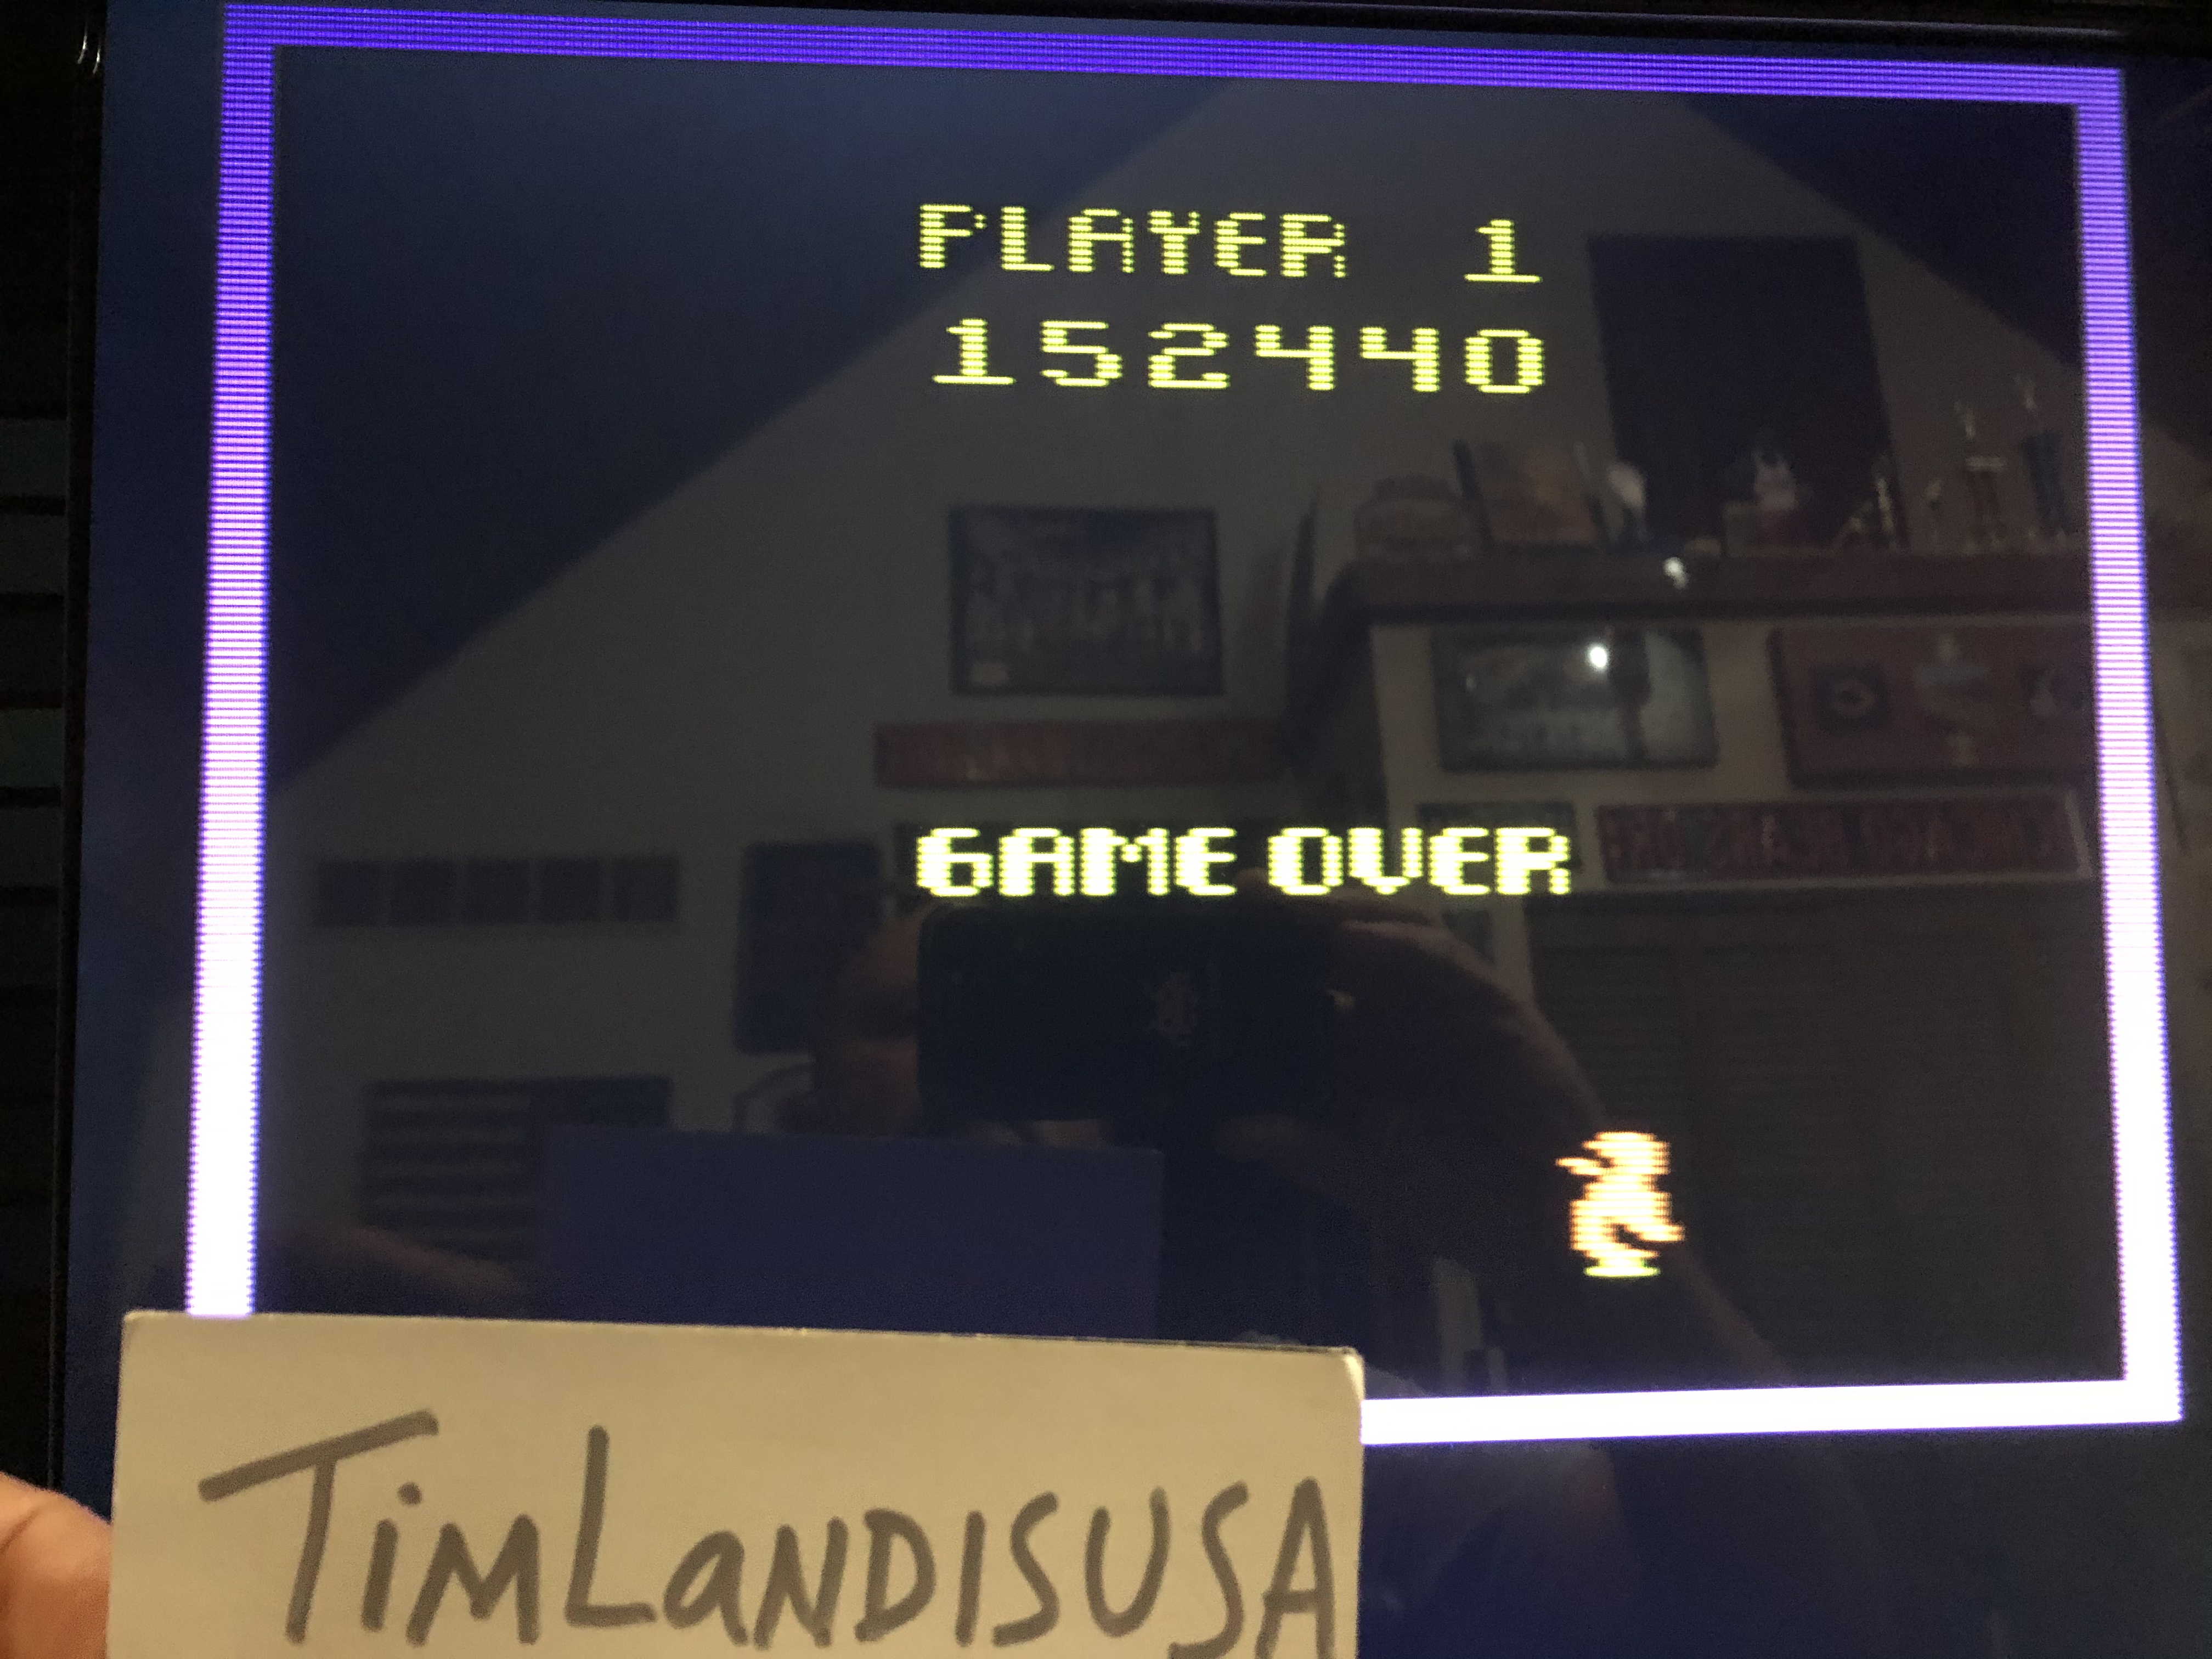 PLAYER 1
152440
GAME OVER
TimLaNDISUSA